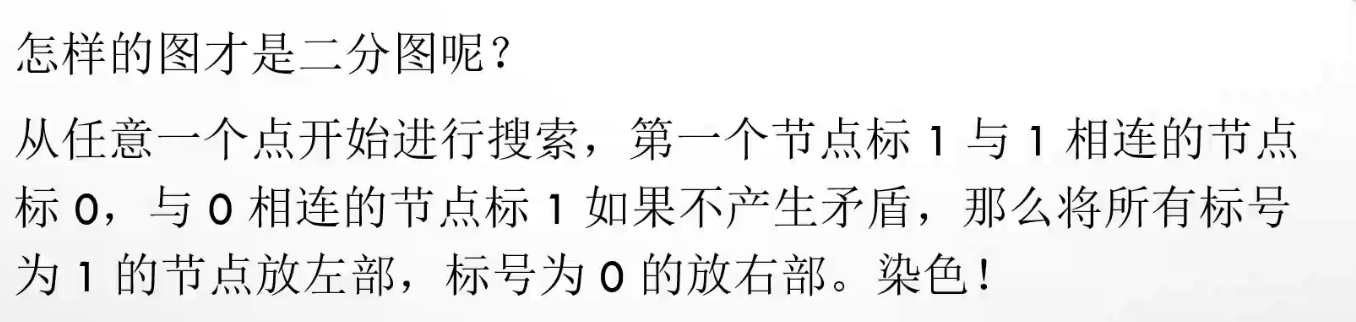 怎样的图才是二分图呢？
从任意一个点开始进行搜索，第一个节点标 1 与 1 相连的节点
标 0，与 0 相连的节点标 1 如果不产生矛盾，那么将所有标号
为 1 的节点放左部，标号为 0 的放右部。染色！